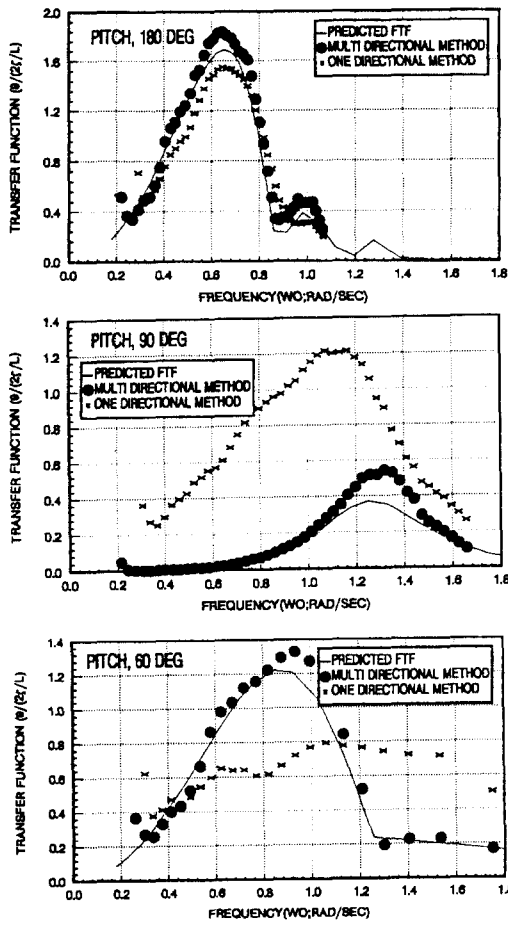 TRANSFER FUNCTION (θ/(2ζ/L)
2.0
1.6
1.2
0.8
0.4
0.0
PITCH, 180 DEG
PREDICTED FTF
MULTI DIRECTIONAL METHOD
ONE DIRECTIONAL METHOD
0.0 0.2 0.4 0.6 0.8 1.0 1.2 1.4 1.6 1.8
FREQUENCY(WO;RAD/SEC)
TRANSFER FUNCTION (θ/(2ζ/L)
1.4
1.2
1.0
0.8
0.6
0.4
0.2
0.0
PITCH, 90 DEG
PREDICTED FTF
MULTI DIRECTIONAL METHOD
ONE DIRECTIONAL METHOD
0.0 0.2 0.4 0.6 0.8 1.0 1.2 1.4 1.6 1.8
FREQUENCY(WO;RAD/SEC)
TRANSFER FUNCTION (θ/(2ζ/L)
1.4
1.2
1.0
0.8
0.6
0.4
0.2
0.0
PITCH, 60 DEG
PREDICTED FTF
MULTI DIRECTIONAL METHOD
ONE DIRECTIONAL METHOD
0.0 0.2 0.4 0.6 0.8 1.0 1.2 1.4 1.6 1.8
FREQUENCY(WO;RAD/SEC)